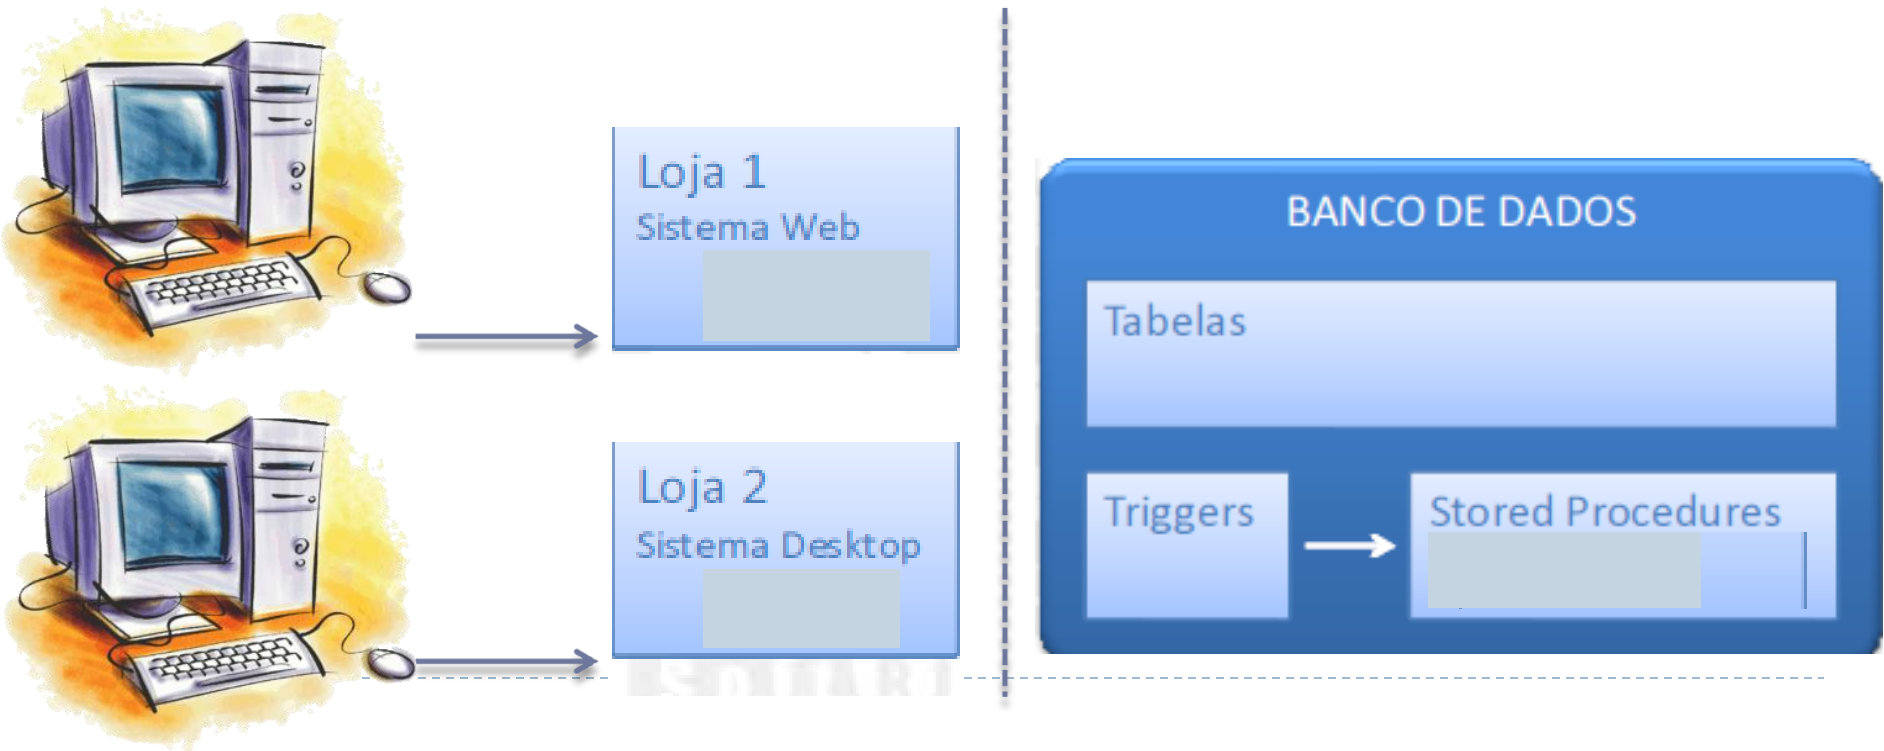 Loja 1
Sistema Web
Loja 2
Sistema Desktop
BANCO DE DADOS
Tabelas
Triggers
Stored Procedures